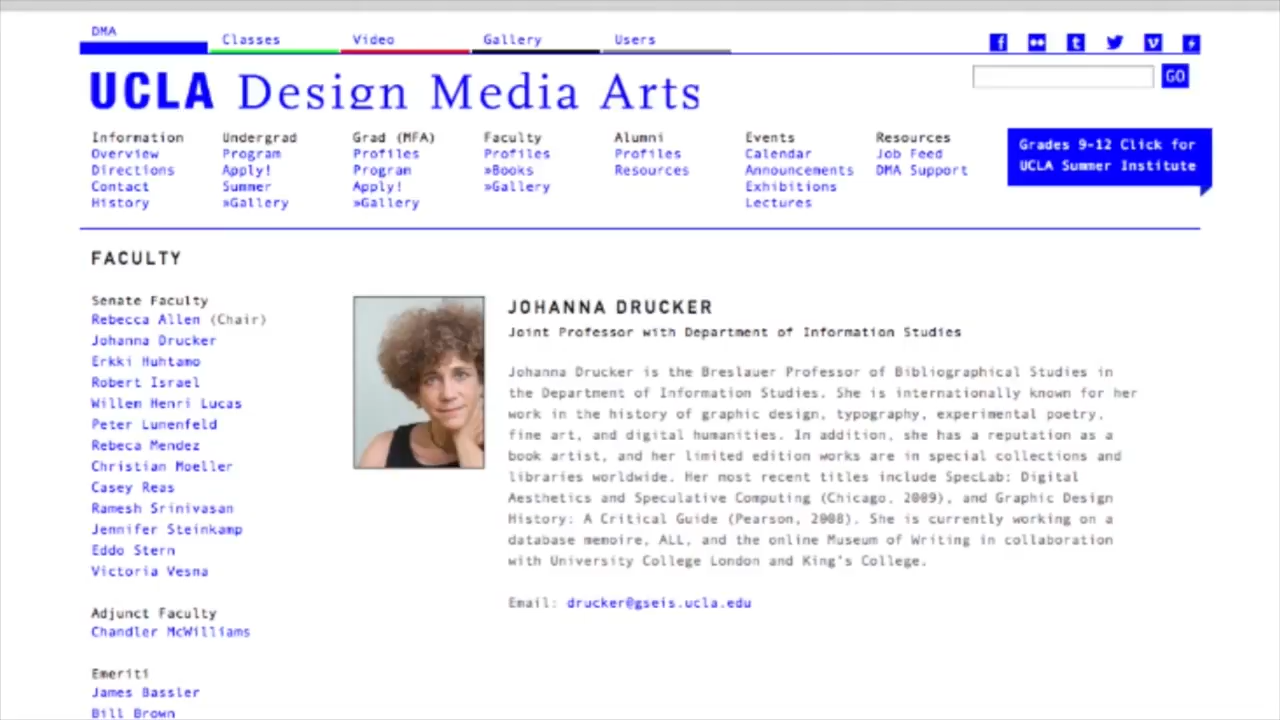 DMA
Classes
Video
Gallery
Users
UCLA Design Media Arts
GO
Information
Overview
Directions
Contact
History
Undergrad
Program
Apply!
Summer
»Gallery
Grad (MFA)
Profiles
Program
Apply!
»Gallery
Faculty
Profiles
»Books
»Gallery
Alumni
Profiles
Resources
Events
Calendar
Announcements
Exhibitions
Lectures
Resources
Job Feed
DMA Support
Grades 9-12 Click for
UCLA Summer Institute
FACULTY
Senate Faculty
Rebecca Allen (Chair)
Johanna Drucker
Erkki Huhtamo
Robert Israel
Willem Henri Lucas
Peter Lunenfeld
Rebeca Mendez
Christian Moeller
Casey Reas
Ramesh Srinivasan
Jennifer Steinkamp
Eddo Stern
Victoria Vesna
Adjunct Faculty
Chandler McWilliams
Emeriti
James Bassler
Bill Brown
JOHANNA DRUCKER
Joint Professor with Department of Information Studies
Johanna Drucker is the Breslauer Professor of Bibliographical Studies in
the Department of Information Studies. She is internationally known for her
work in the history of graphic design, typography, experimental poetry,
fine art, and digital humanities. In addition, she has a reputation as a
book artist, and her limited edition works are in special collections and
libraries worldwide. Her most recent titles include SpecLab: Digital
Aesthetics and Speculative Computing (Chicago, 2009), and Graphic Design
History: A Critical Guide (Pearson, 2008). She is currently working on a
database memoire, ALL, and the online Museum of Writing in collaboration
with University College London and King's College.
Email: drucker@gseis.ucla.edu